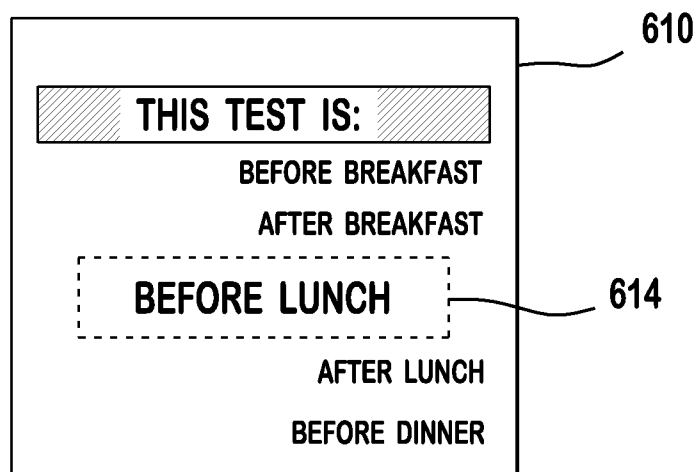 610
THIS TEST IS:
BEFORE BREAKFAST
AFTER BREAKFAST
BEFORE LUNCH
614
AFTER LUNCH
BEFORE DINNER